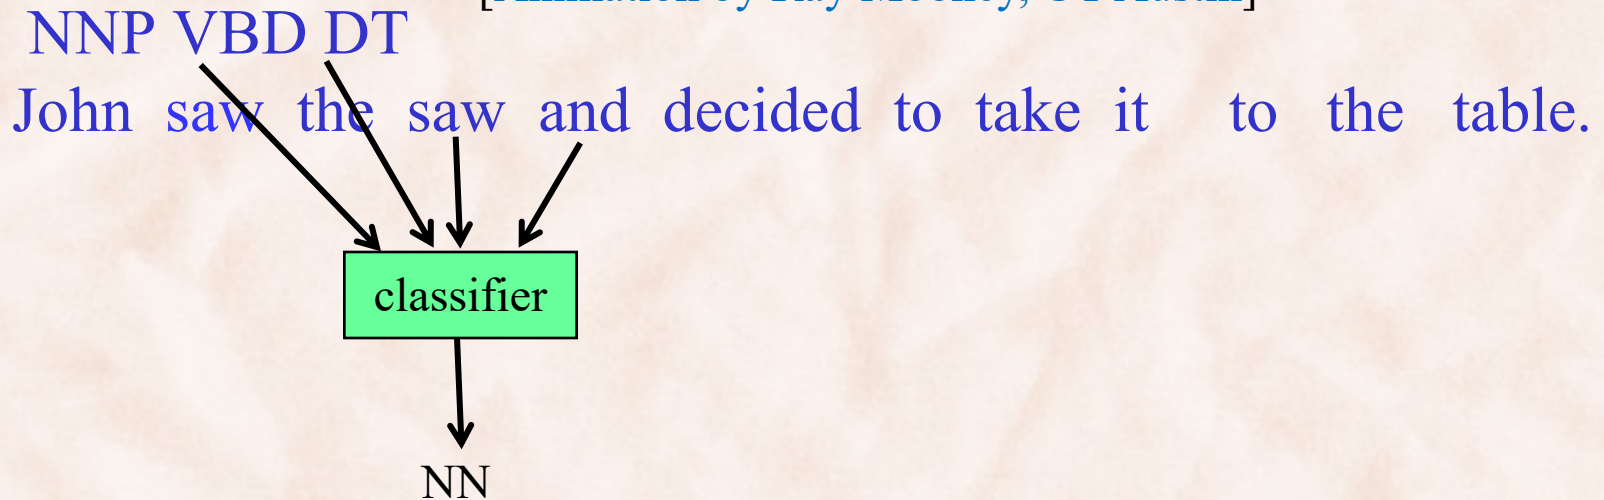 NNP VBD DT
John saw the saw and decided to take it to the table.
classifier
NN